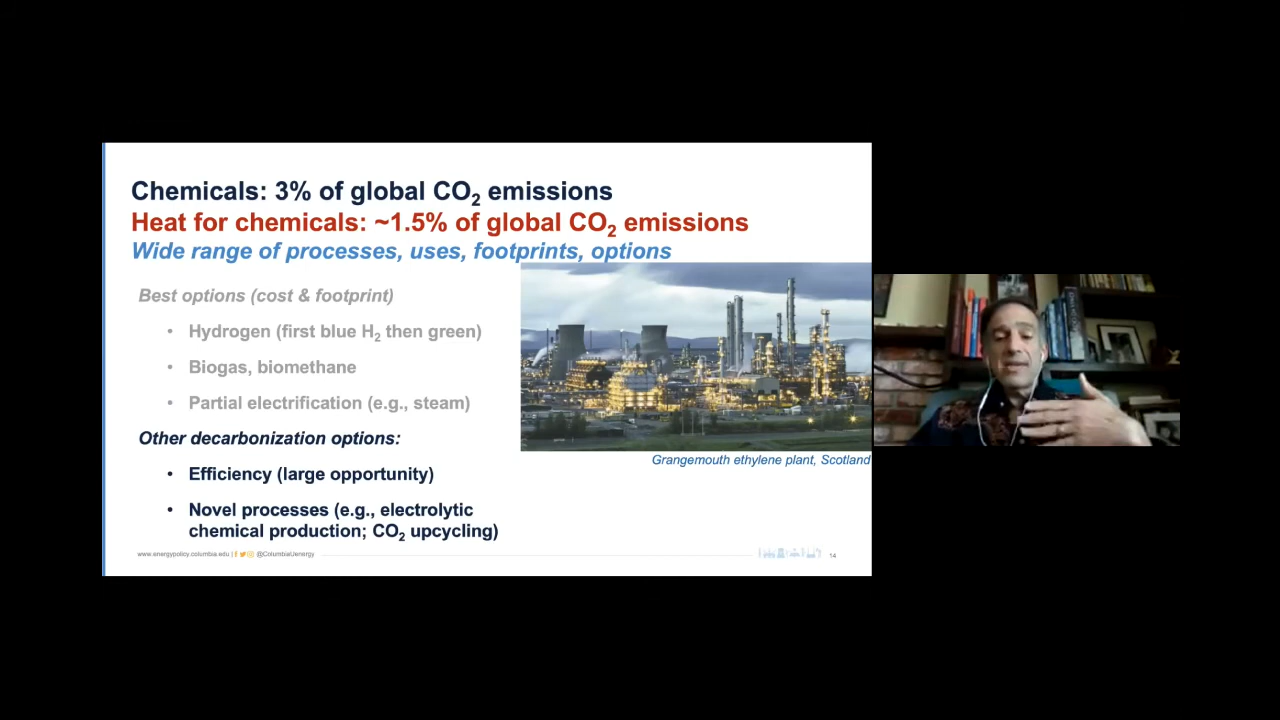 Chemicals: 3% of global CO₂ emissions
Heat for chemicals: ~1.5% of global CO₂ emissions
Wide range of processes, uses, footprints, options
Best options (cost & footprint)
• Hydrogen (first blue H₂ then green)
• Biogas, biomethane
• Partial electrification (e.g., steam)
Other decarbonization options:
• Efficiency (large opportunity)
• Novel processes (e.g., electrolytic
chemical production; CO₂ upcycling)
Grangemouth ethylene plant, Scotland
www.energypolicy.columbia.edu | @ColumbiaUenergy
14